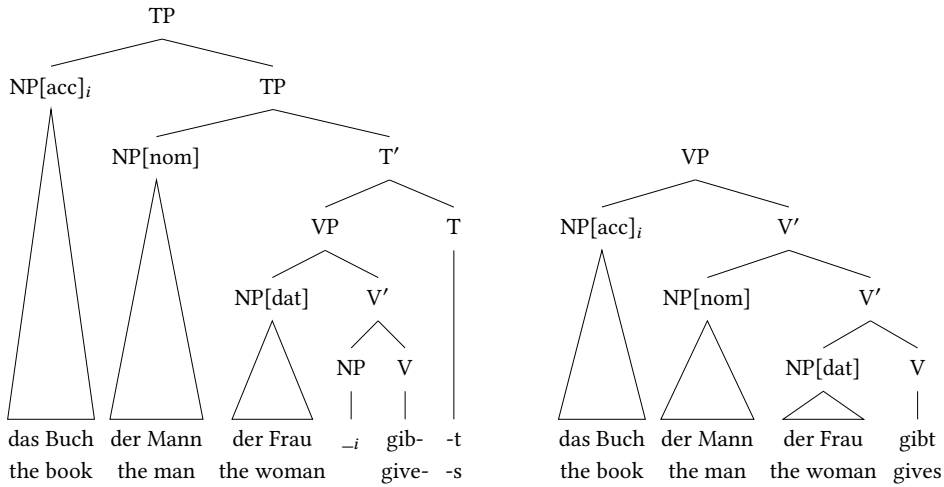 TP
NP[acc]i TP
NP[nom] T′ VP
VP T NP[acc]i V′
NP[dat] V′ NP[nom] V′
NP V NP[dat] V
das Buch der Mann der Frau _i gib- -t das Buch der Mann der Frau gibt
the book the man the woman give- -s the book the man the woman gives